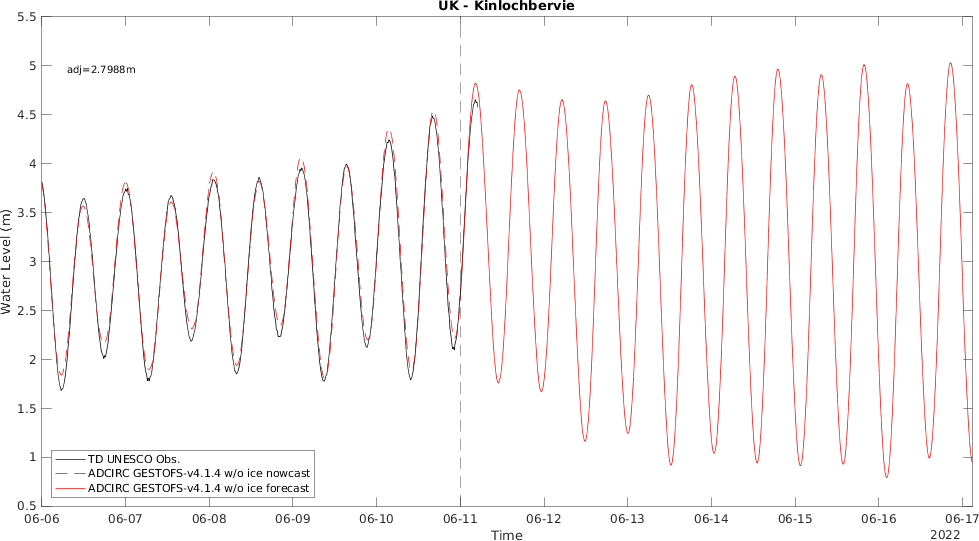 UK - Kinlochbervie
adj=2.7988m
5.5
5
4.5
4
3.5
3
2.5
2
1.5
1
0.5
Water Level (m)
TD UNESCO Obs.
ADCIRC GESTOFS-v4.1.4 w/o ice nowcast
ADCIRC GESTOFS-v4.1.4 w/o ice forecast
06-06 06-07 06-08 06-09 06-10 06-11 06-12 06-13 06-14 06-15 06-16 06-17
Time
2022